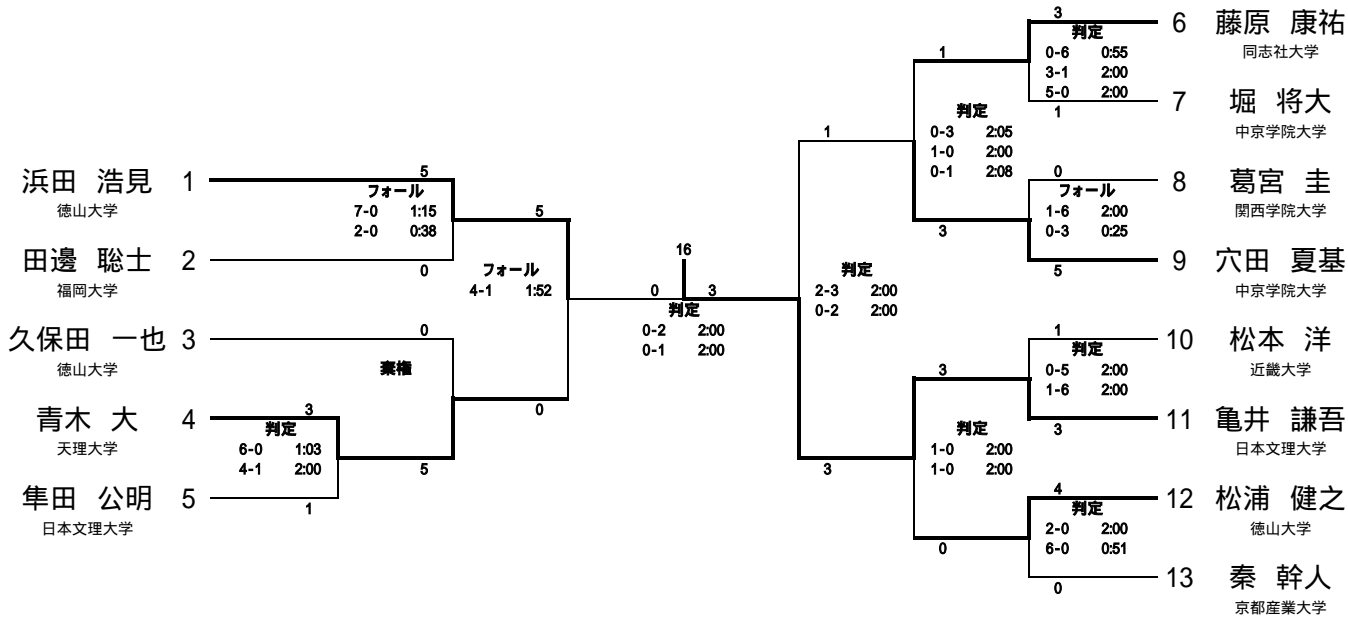 浜田 浩見 1
徳山大学
田邊 聡士 2
福岡大学
久保田 一也 3
徳山大学
青木 大 4
天理大学
隼田 公明 5
日本文理大学
5
フォール
7-0 1:15
2-0 0:38
0
0
棄権
5
3
判定
6-0 1:03
4-1 2:00
1
5
フォール
4-1 1:52
0
16
0 3
判定
0-2 2:00
0-1 2:00
1
判定
2-3 2:00
0-2 2:00
3
1
判定
0-3 2:05
1-0 2:00
0-1 2:08
3
3
判定
1-0 2:00
1-0 2:00
0
3
判定
0-6 0:55
3-1 2:00
5-0 2:00
1
0
フォール
1-6 2:00
0-3 0:25
5
1
判定
0-5 2:00
1-6 2:00
3
4
判定
2-0 2:00
6-0 0:51
0
6 藤原 康祐
同志社大学
7 堀 将大
中京学院大学
8 葛宮 圭
関西学院大学
9 穴田 夏基
中京学院大学
10 松本 洋
近畿大学
11 亀井 謙吾
日本文理大学
12 松浦 健之
徳山大学
13 秦 幹人
京都産業大学